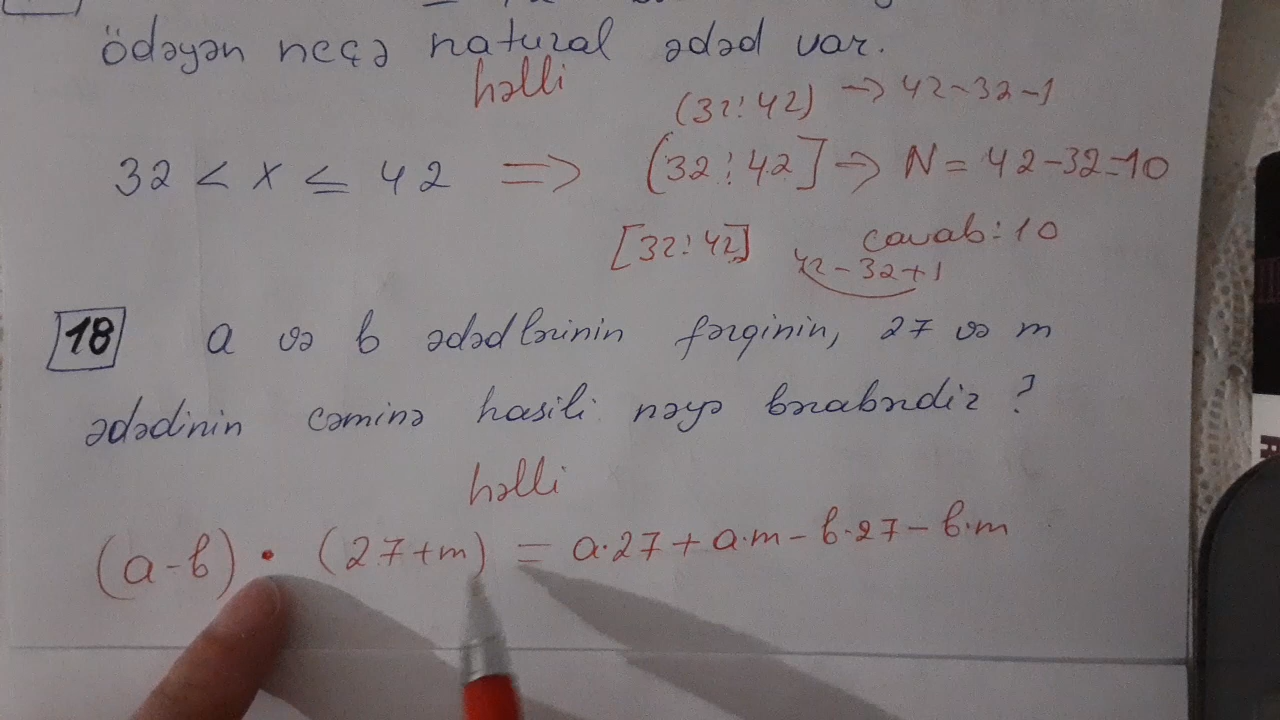 ödəyən neçə natural ədəd var.
həlli
(32; 42) → 42-32-1
32 < x ≤ 42 => (32; 42] => N = 42-32=10
[32; 42] 42-32+1
cavab: 10
18 a və b ədədlərinin fərqinin, 27 və m
ədədinin cəminə hasili nəyə bərabərdir ?
həlli
(a-b) · (27+m) = a·27 + a·m - b·27 - b·m